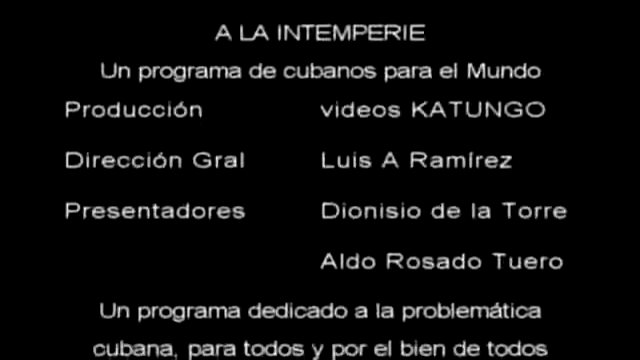 A LA INTEMPERIE
Un programa de cubanos para el Mundo
Producción videos KATUNGO
Dirección Gral Luis A Ramírez
Presentadores Dionisio de la Torre
Aldo Rosado Tuero
Un programa dedicado a la problemática
cubana, para todos y por el bien de todos